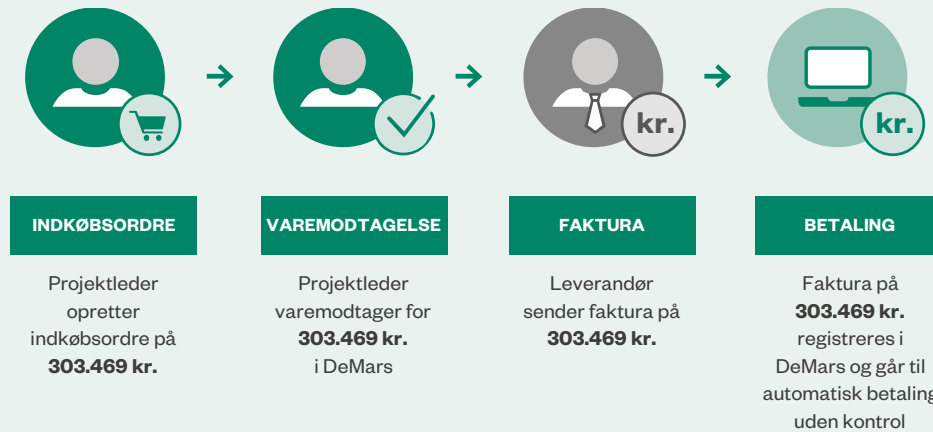 kr.
kr.
INDKØBSORDRE
Projektleder
opretter
indkøbsordre på
303.469 kr.
VAREMODTAGELSE
Projektleder
varemodtager for
303.469 kr.
i DeMars
FAKTURA
Leverandør
sender faktura på
303.469 kr.
BETALING
Faktura på
303.469 kr.
registreres i
DeMars og går til
automatisk betaling
uden kontrol